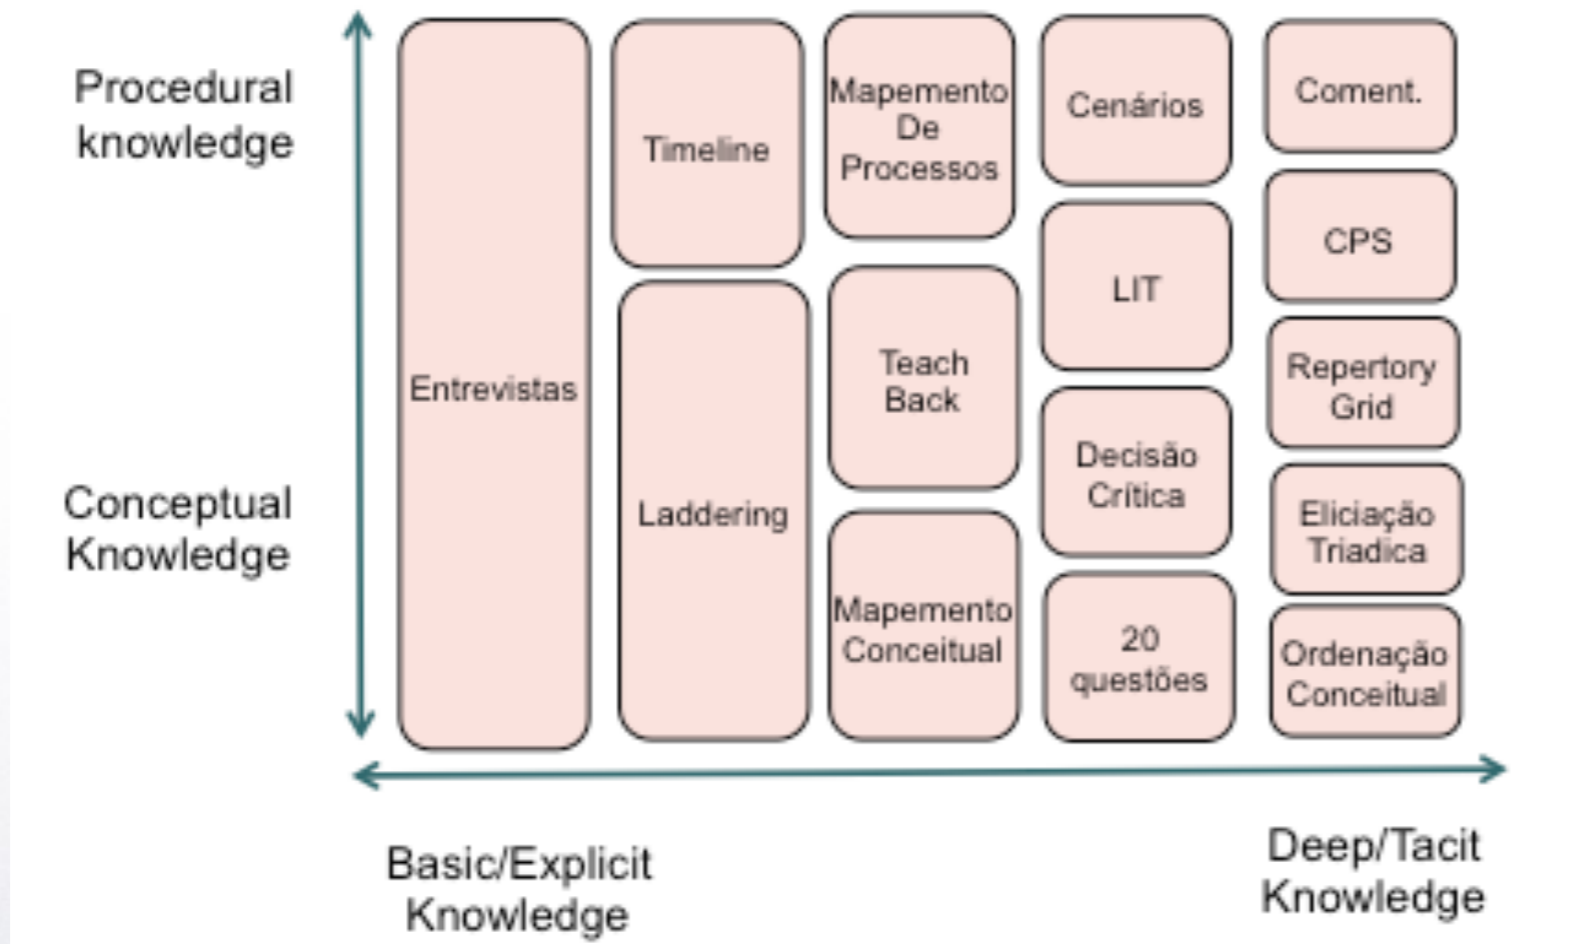 Procedural
knowledge
Conceptual
Knowledge
Entrevistas
Timeline
Laddering
Mapemento
De
Processos
Teach
Back
Mapemento
Conceitual
Cenários
LIT
Decisão
Crítica
20
questões
Coment.
CPS
Repertory
Grid
Eliciação
Triadica
Ordenação
Conceitual
Basic/Explicit
Knowledge
Deep/Tacit
Knowledge